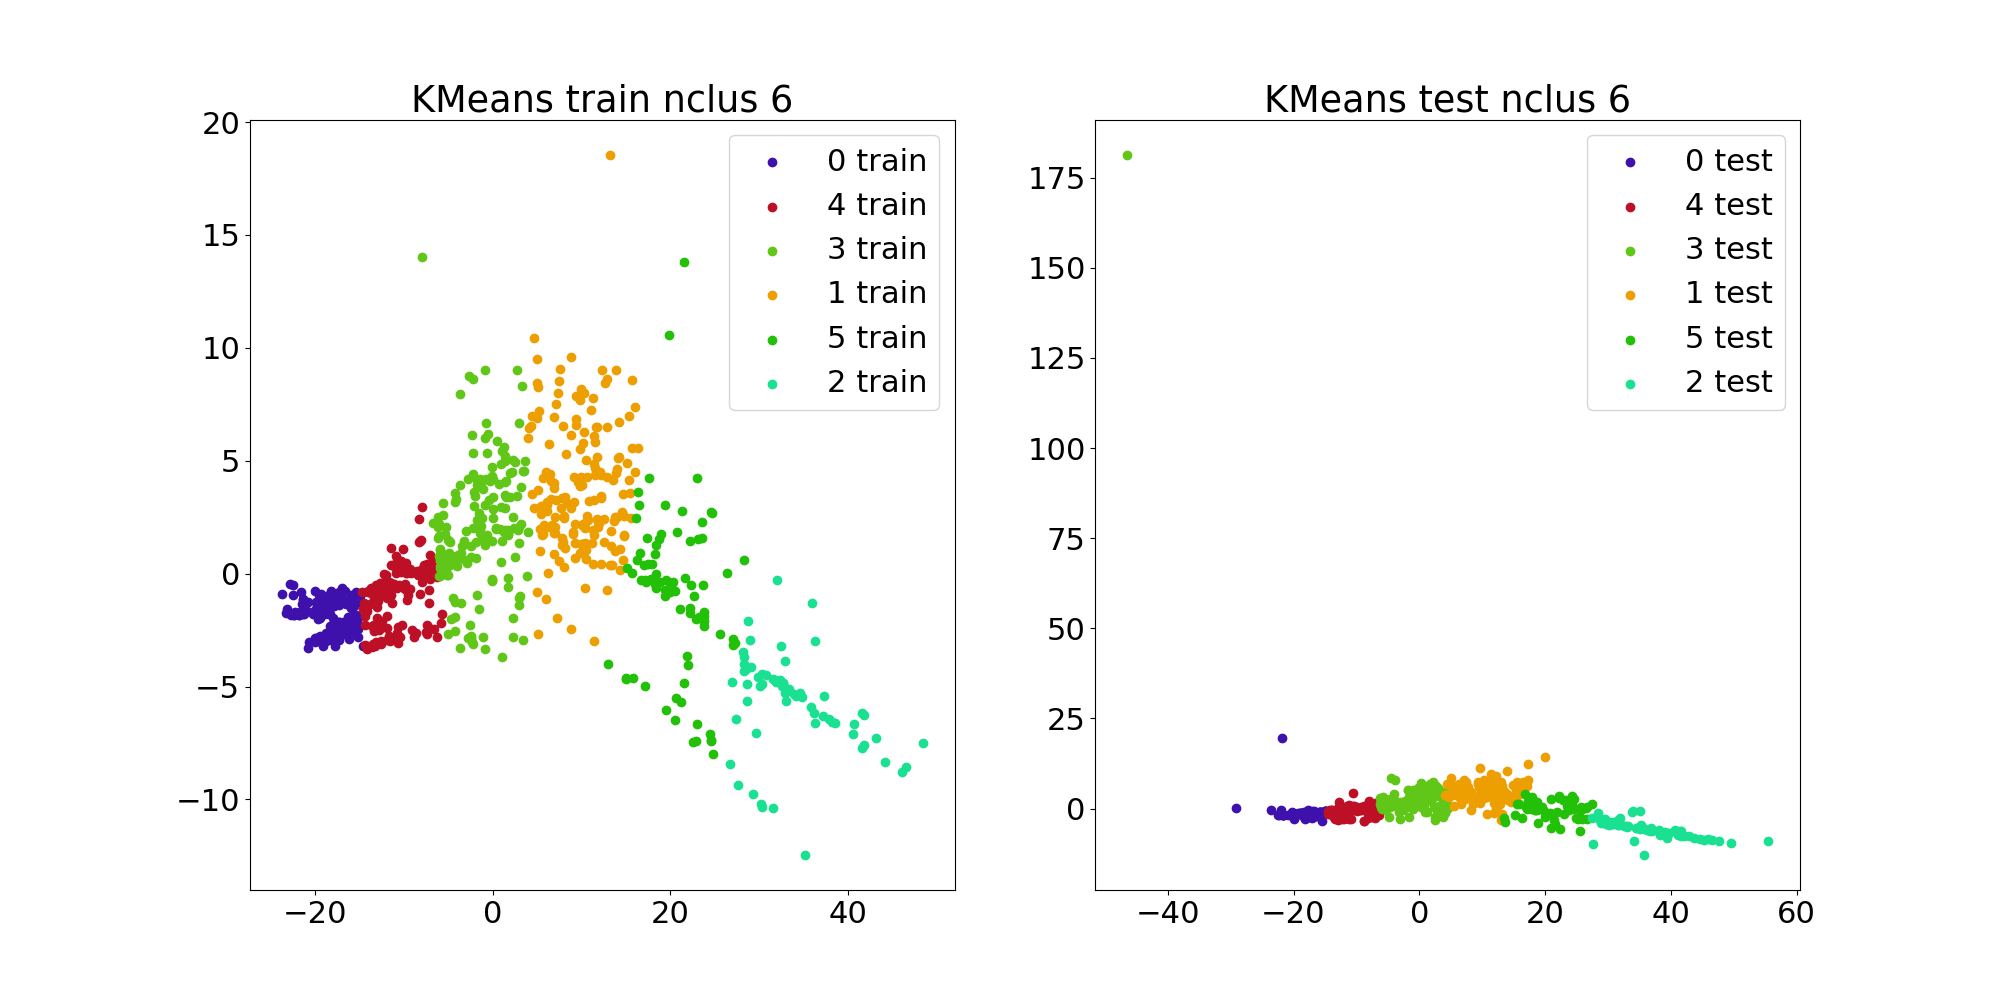 KMeans train nclus 6
20
15
10
5
0
−5
−10
−20
0
20
40
0 train
4 train
3 train
1 train
5 train
2 train
KMeans test nclus 6
175
150
125
100
75
50
25
0
−40
−20
0
20
40
60
0 test
4 test
3 test
1 test
5 test
2 test